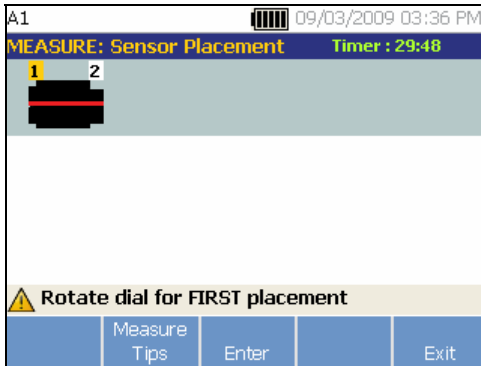 A1 09/03/2009 03:36 PM
MEASURE: Sensor Placement Timer : 29:48
1 2
Rotate dial for FIRST placement
Measure
Tips Enter Exit